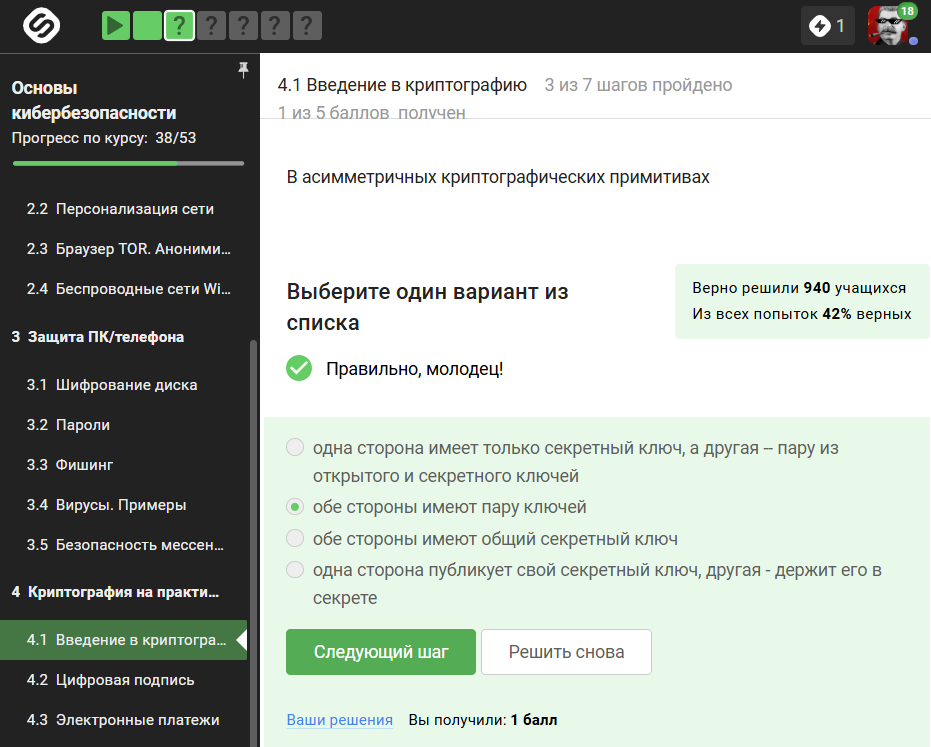 ? ? ? ? ?
1
18
Основы
кибербезопасности
Прогресс по курсу: 38/53
2.2 Персонализация сети
2.3 Браузер TOR. Аноними...
2.4 Беспроводные сети Wi...
3 Защита ПК/телефона
3.1 Шифрование диска
3.2 Пароли
3.3 Фишинг
3.4 Вирусы. Примеры
3.5 Безопасность мессен...
4 Криптография на практи...
4.1 Введение в криптогра...
4.2 Цифровая подпись
4.3 Электронные платежи
4.1 Введение в криптографию 3 из 7 шагов пройдено
1 из 5 баллов получен
В асимметричных криптографических примитивах
Выберите один вариант из
списка
Верно решили 940 учащихся
Из всех попыток 42% верных
Правильно, молодец!
одна сторона имеет только секретный ключ, а другая -- пару из
открытого и секретного ключей
обе стороны имеют пару ключей
обе стороны имеют общий секретный ключ
одна сторона публикует свой секретный ключ, другая - держит его в
секрете
Следующий шаг
Решить снова
Ваши решения Вы получили: 1 балл